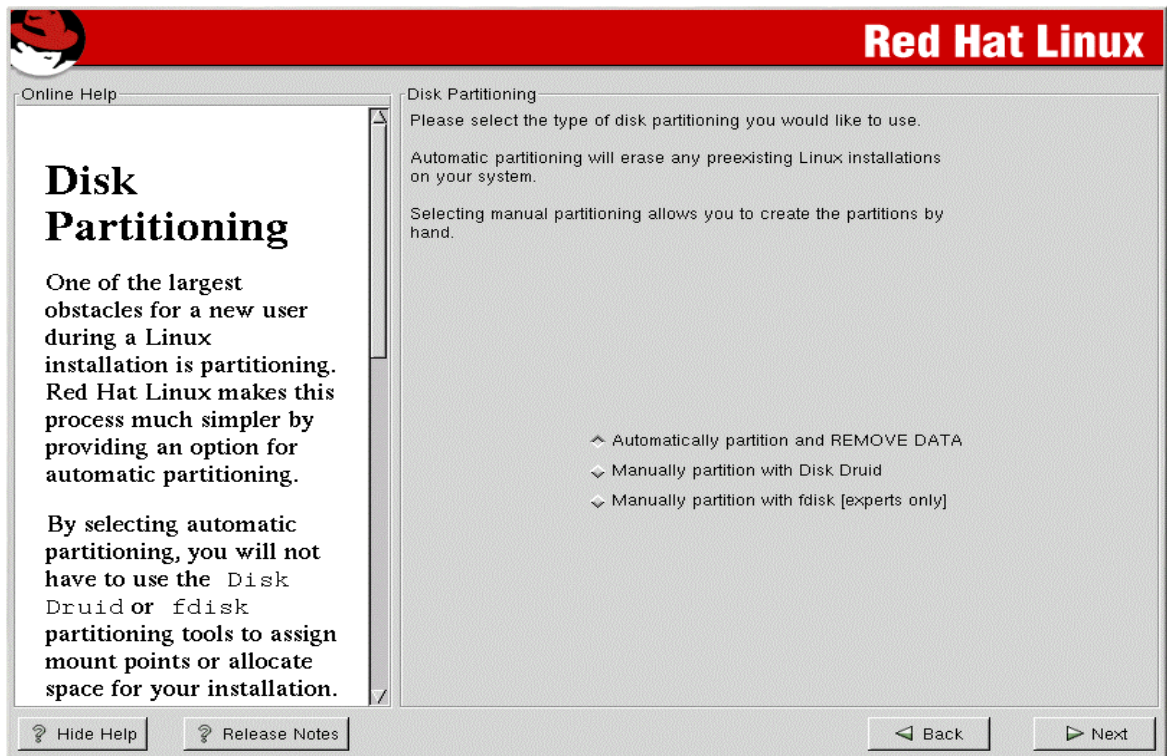 Red Hat Linux
Online Help
Disk
Partitioning
One of the largest
obstacles for a new user
during a Linux
installation is partitioning.
Red Hat Linux makes this
process much simpler by
providing an option for
automatic partitioning.
By selecting automatic
partitioning, you will not
have to use the Disk
Druid or fdisk
partitioning tools to assign
mount points or allocate
space for your installation.
Disk Partitioning
Please select the type of disk partitioning you would like to use.
Automatic partitioning will erase any preexisting Linux installations
on your system.
Selecting manual partitioning allows you to create the partitions by
hand.
Automatically partition and REMOVE DATA
Manually partition with Disk Druid
Manually partition with fdisk [experts only]
? Hide Help
? Release Notes
Back
Next